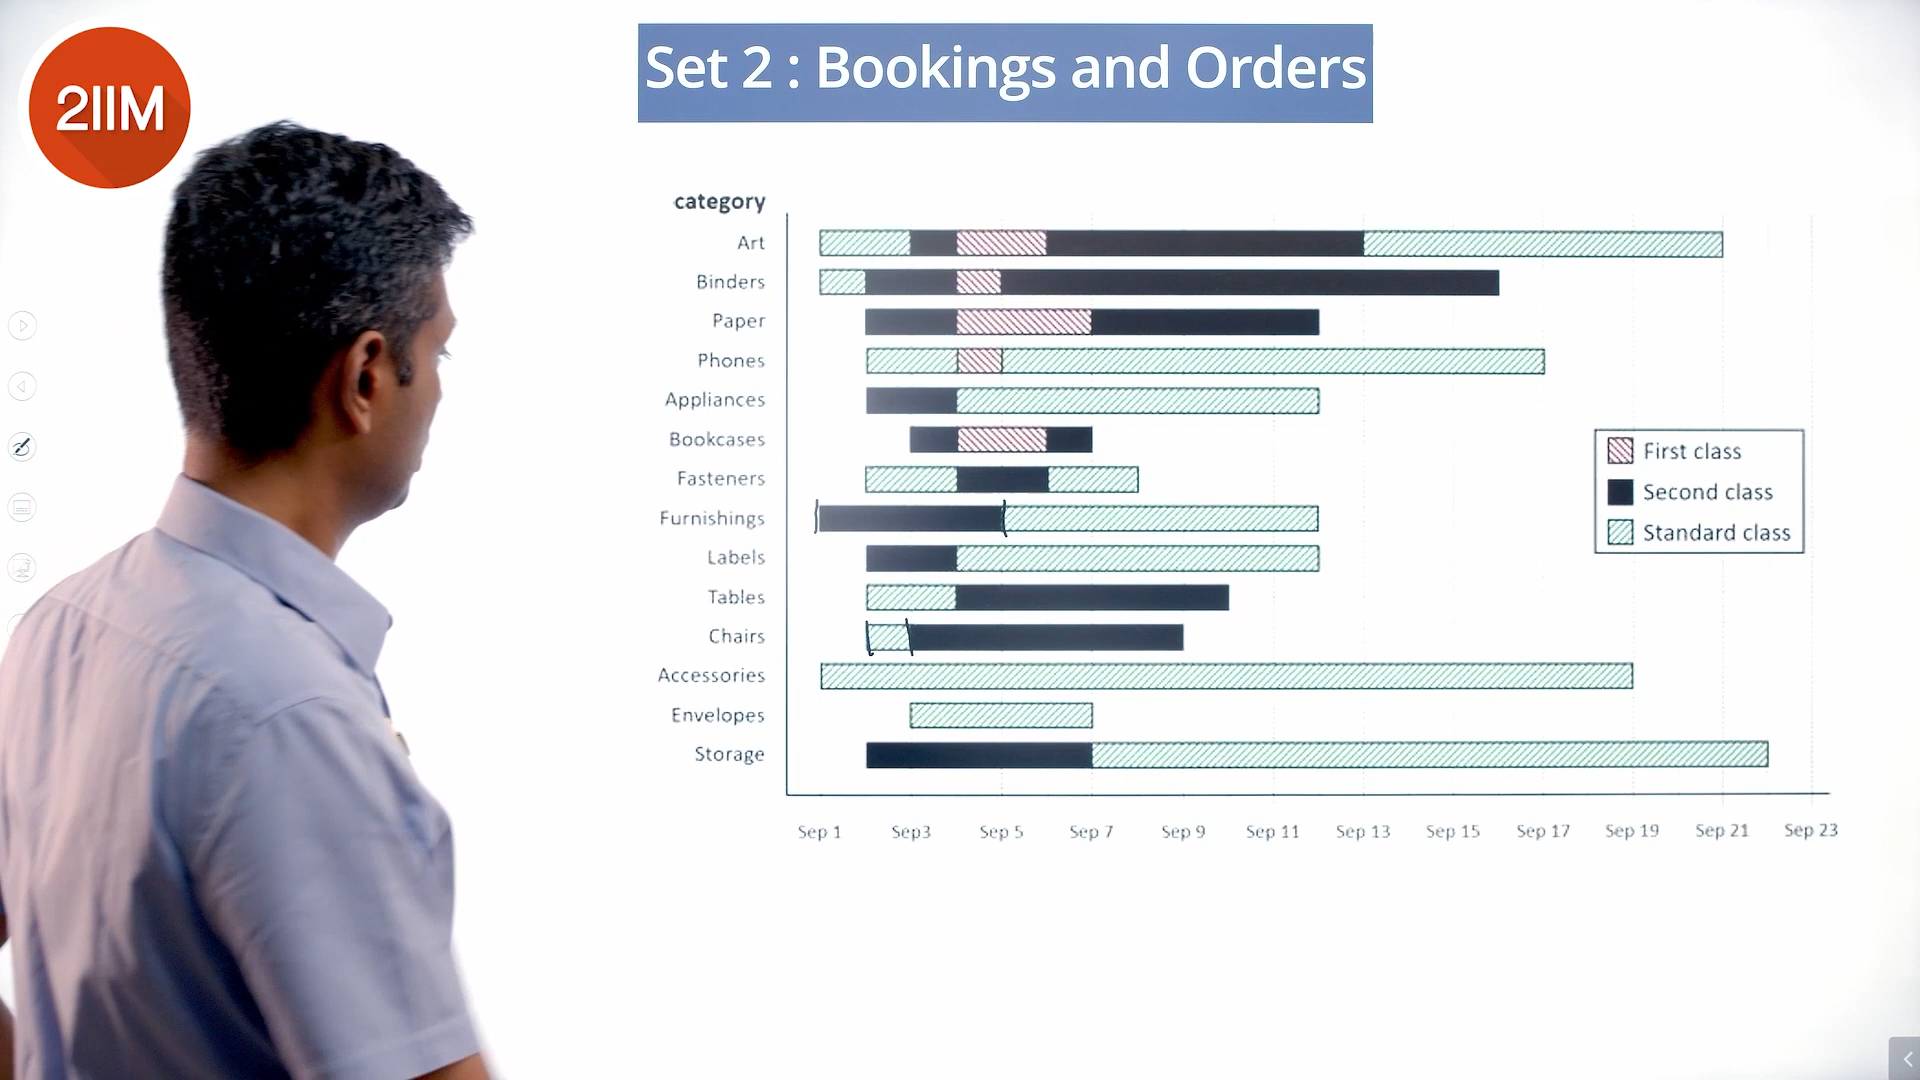 2IIM
Set 2 : Bookings and Orders
category
Art
Binders
Paper
Phones
Appliances
Bookcases
Fasteners
Furnishings
Labels
Tables
Chairs
Accessories
Envelopes
Storage
First class
Second class
Standard class
Sep 1 Sep3 Sep 5 Sep 7 Sep 9 Sep 11 Sep 13 Sep 15 Sep 17 Sep 19 Sep 21 Sep 23